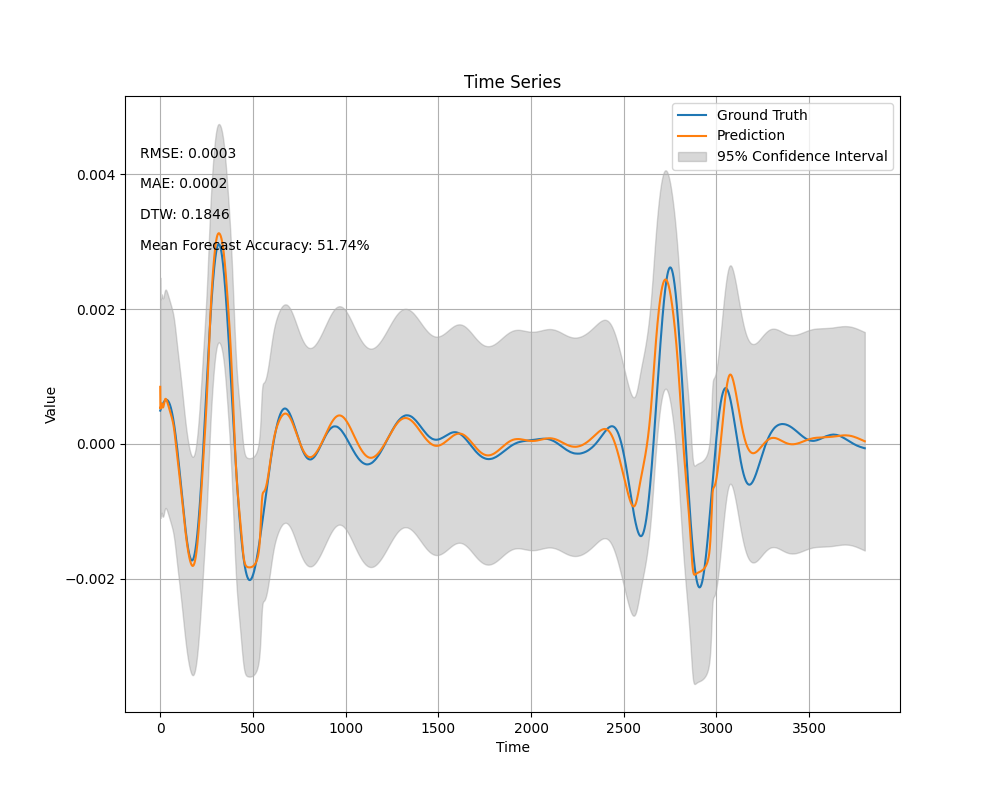 Time Series
Ground Truth
Prediction
95% Confidence Interval
RMSE: 0.0003
MAE: 0.0002
DTW: 0.1846
Mean Forecast Accuracy: 51.74%
Value
0.004
0.002
0.000
−0.002
0 500 1000 1500 2000 2500 3000 3500
Time